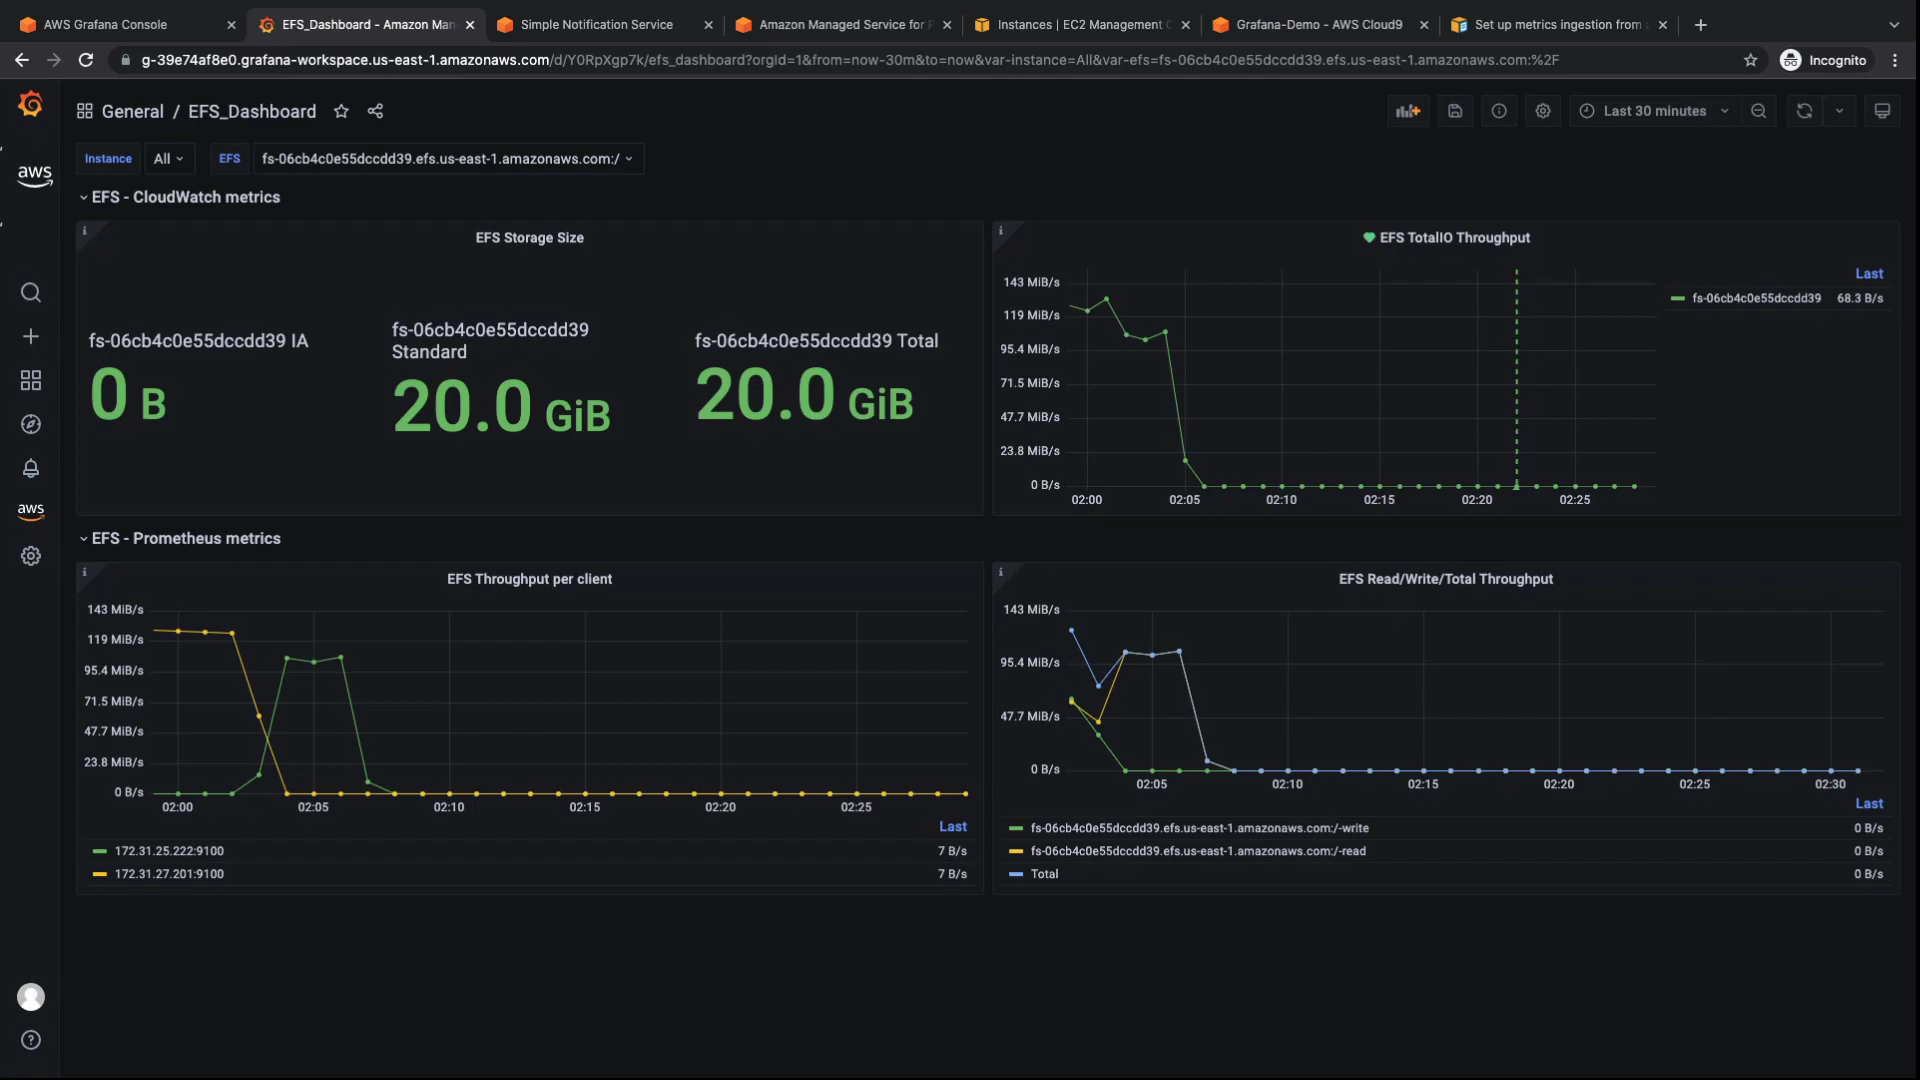 AWS Grafana Console
EFS_Dashboard - Amazon Man
Simple Notification Service
Amazon Managed Service for P
Instances | EC2 Management C
Grafana-Demo - AWS Cloud9
Set up metrics ingestion from
g-39e74af8e0.grafana-workspace.us-east-1.amazonaws.com/d/Y0RpXgp7k/efs_dashboard?orgId=1&from=now-30m&to=now&var-instance=All&var-efs=fs-06cb4c0e55dccdd39.efs.us-east-1.amazonaws.com:%2F
Incognito
General / EFS_Dashboard
Last 30 minutes
aws
aws
Instance All EFS fs-06cb4c0e55dccdd39.efs.us-east-1.amazonaws.com:/
EFS - CloudWatch metrics
EFS Storage Size
fs-06cb4c0e55dccdd39 IA
0 B
fs-06cb4c0e55dccdd39
Standard
20.0 GiB
fs-06cb4c0e55dccdd39 Total
20.0 GiB
EFS TotalIO Throughput
143 MiB/s
119 MiB/s
95.4 MiB/s
71.5 MiB/s
47.7 MiB/s
23.8 MiB/s
0 B/s
02:00 02:05 02:10 02:15 02:20 02:25
Last
fs-06cb4c0e55dccdd39 68.3 B/s
EFS - Prometheus metrics
EFS Throughput per client
143 MiB/s
119 MiB/s
95.4 MiB/s
71.5 MiB/s
47.7 MiB/s
23.8 MiB/s
0 B/s
02:00 02:05 02:10 02:15 02:20 02:25
Last
172.31.25.222:9100 7 B/s
172.31.27.201:9100 7 B/s
EFS Read/Write/Total Throughput
143 MiB/s
95.4 MiB/s
47.7 MiB/s
0 B/s
02:05 02:10 02:15 02:20 02:25 02:30
Last
fs-06cb4c0e55dccdd39.efs.us-east-1.amazonaws.com:/-write 0 B/s
fs-06cb4c0e55dccdd39.efs.us-east-1.amazonaws.com:/-read 0 B/s
Total 0 B/s